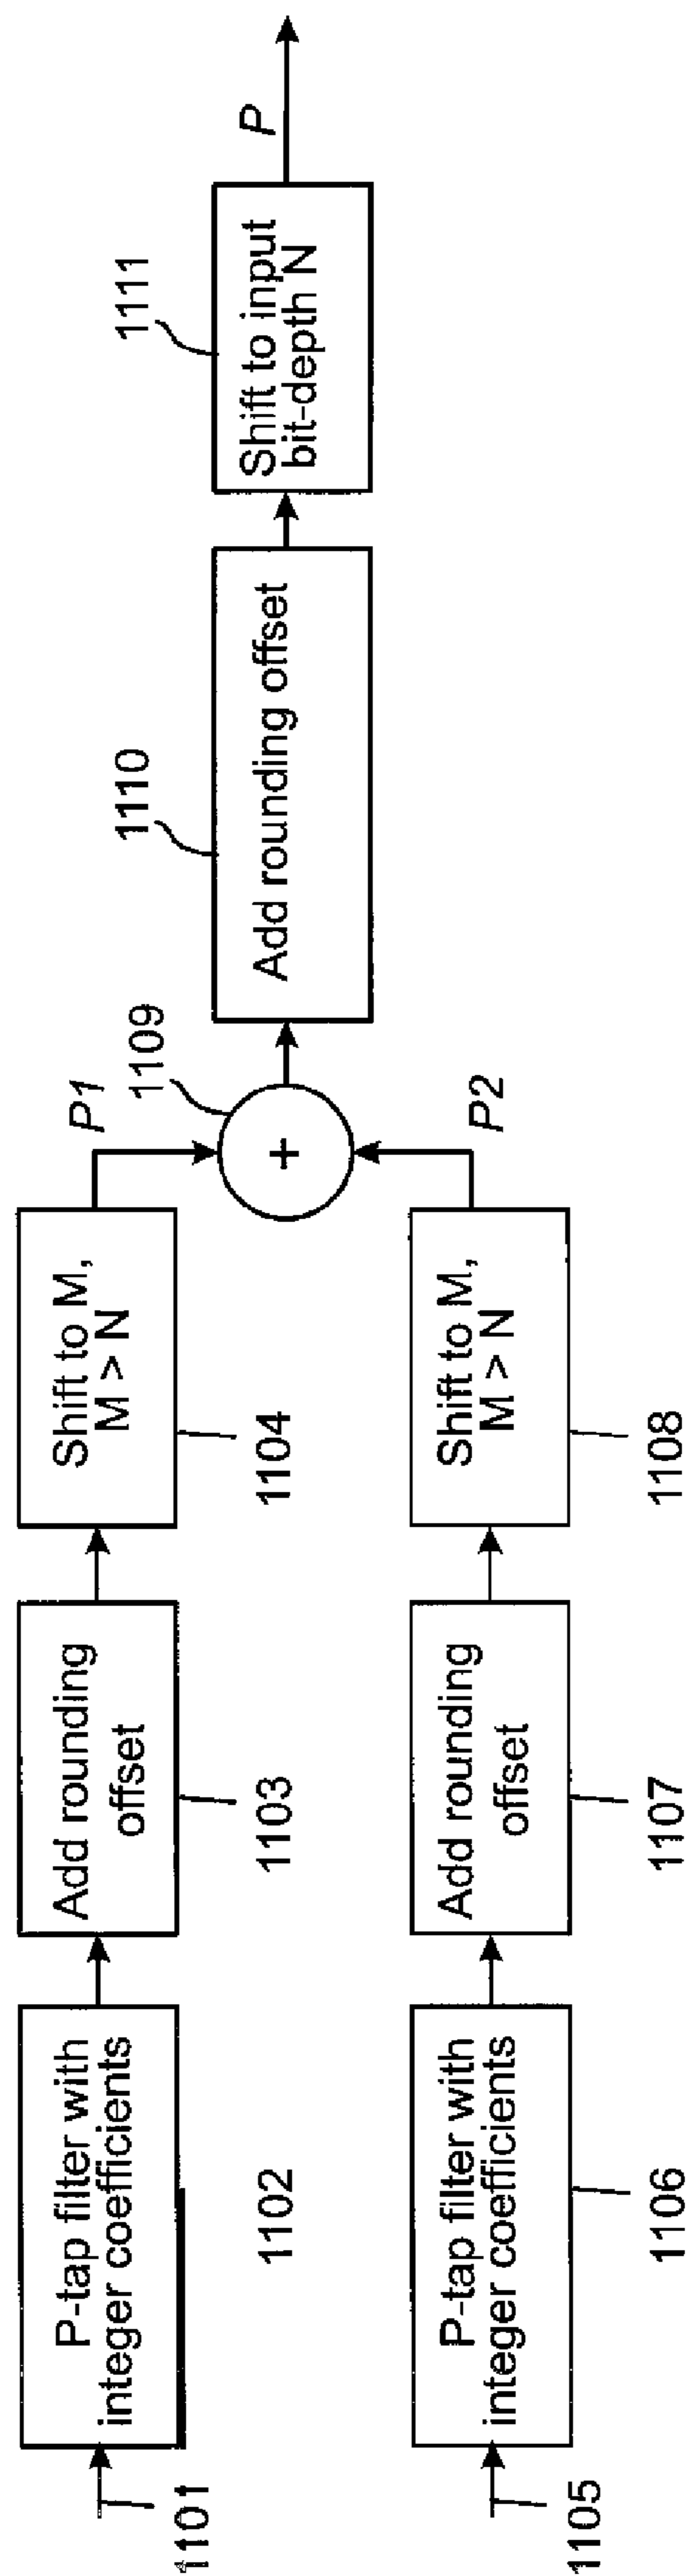 1101
P-tap filter with
integer coefficients
1102
Add rounding
offset
1103
Shift to M,
M > N
1104
P1
1105
P-tap filter with
integer coefficients
1106
Add rounding
offset
1107
Shift to M,
M > N
1108
P2
+
1109
Add rounding offset
1110
Shift to input
bit-depth N
1111
P